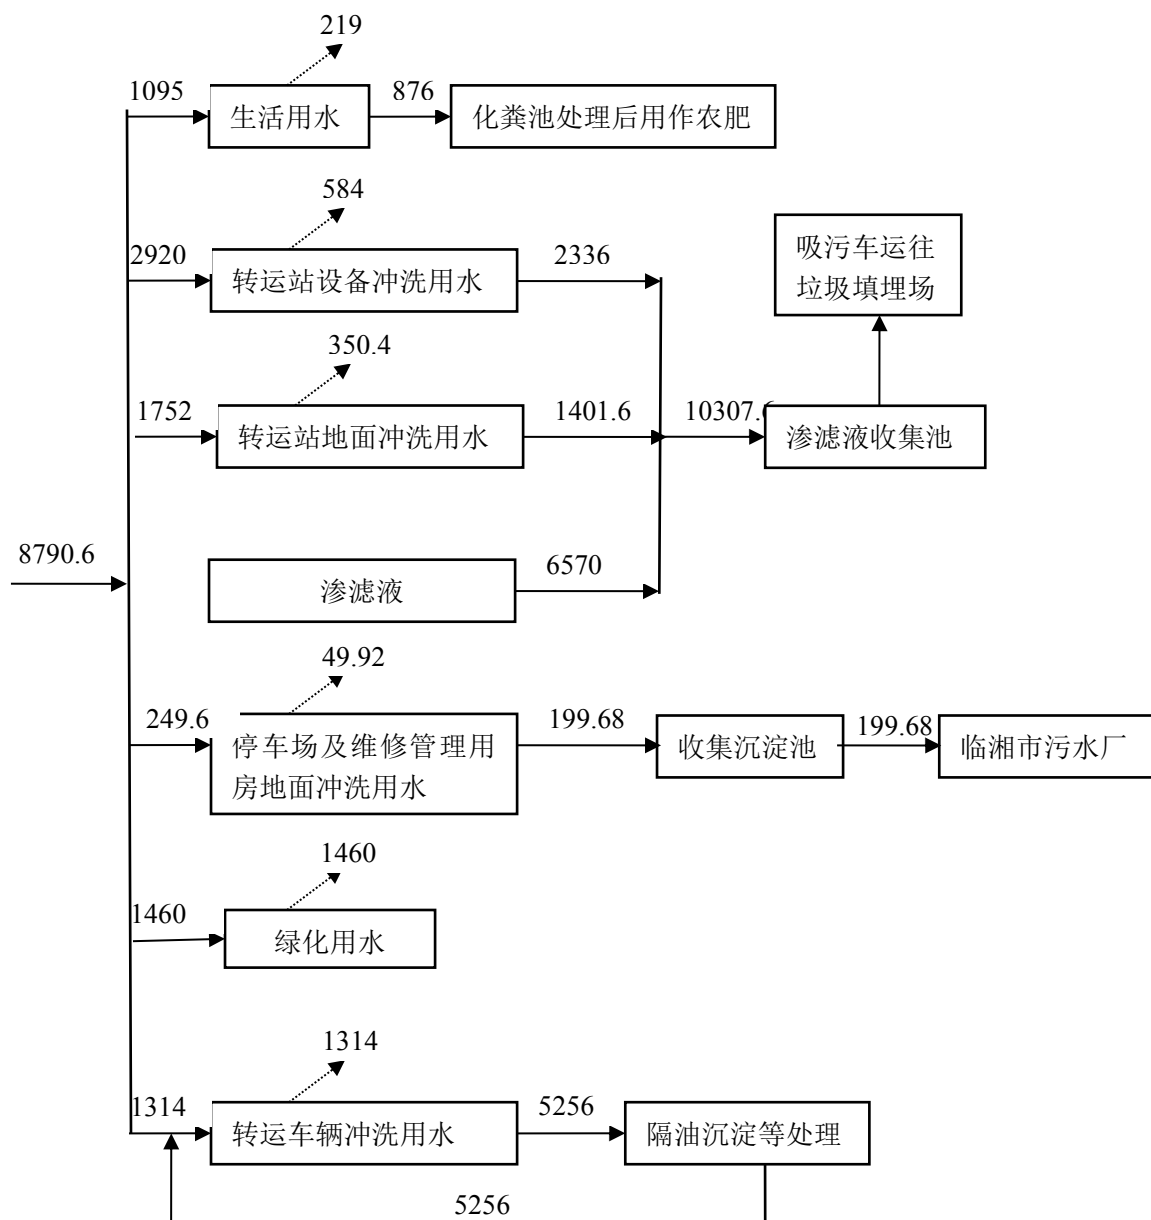 219
1095
生活用水
876
化粪池处理后用作农肥
584
2920
转运站设备冲洗用水
2336
吸污车运往
垃圾填埋场
350.4
1752
转运站地面冲洗用水
1401.6
10307.6
渗滤液收集池
8790.6
渗滤液
6570
49.92
249.6
停车场及维修管理用
房地面冲洗用水
199.68
收集沉淀池
199.68
临湘市污水厂
1460
1460
绿化用水
1314
1314
转运车辆冲洗用水
5256
隔油沉淀等处理
5256